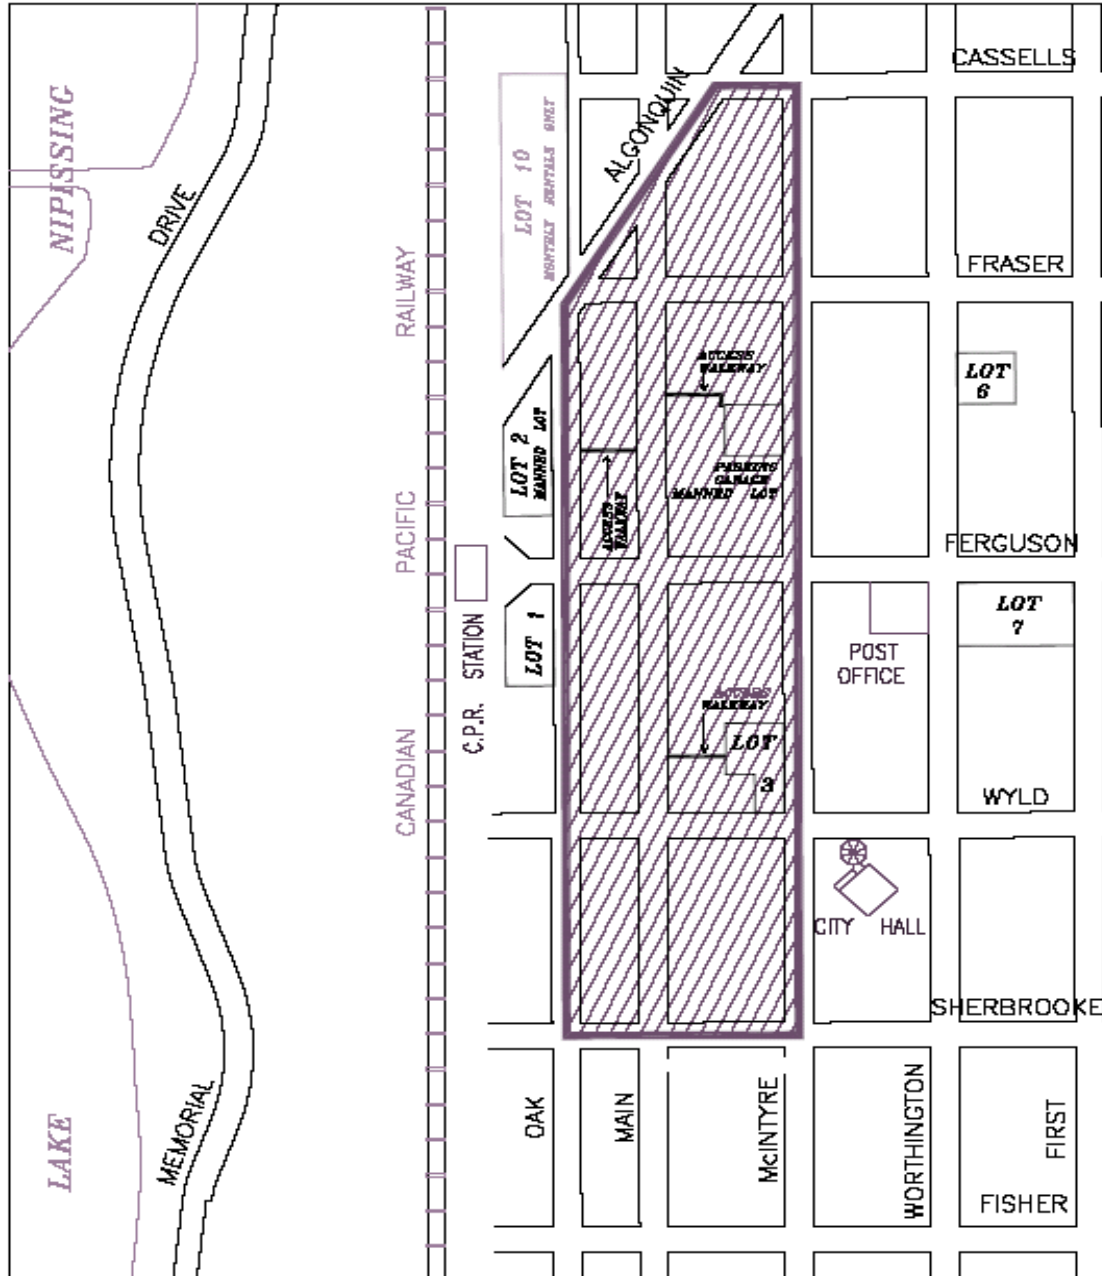 CASSELLS
ALGONQUIN
NIPISSING
LOT 10
MONTHLY RENTALS ONLY
DRIVE
FRASER
RAILWAY
ACCESS
WALKWAY
LOT
6
LOT 2
MANNED LOT
PARKING
GARAGE
MANNED LOT
ACCESS
WALKWAY
PACIFIC
FERGUSON
LOT 1
LOT
7
C.P.R. STATION
POST
OFFICE
ACCESS
WALKWAY
LOT
3
CANADIAN
WYLD
CITY HALL
SHERBROOKE
MEMORIAL
LAKE
OAK
MAIN
McINTYRE
WORTHINGTON
FIRST
FISHER